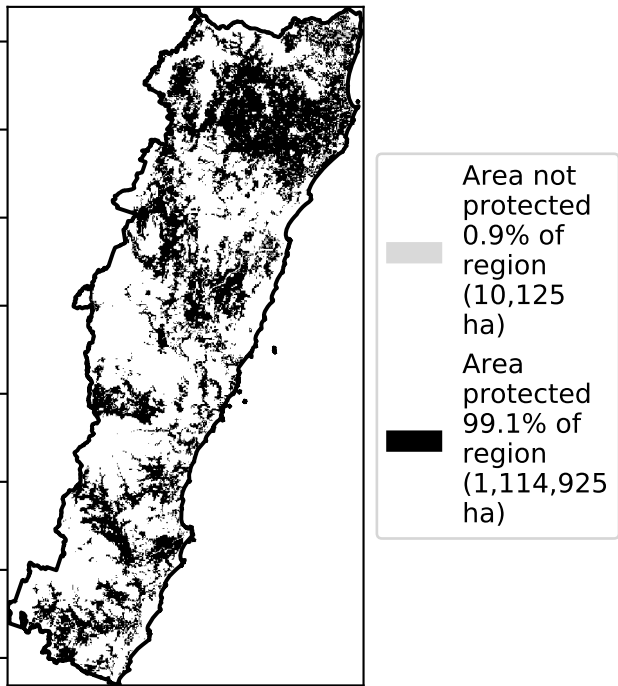 Area not
protected
0.9% of
region
(10,125
ha)
Area
protected
99.1% of
region
(1,114,925
ha)